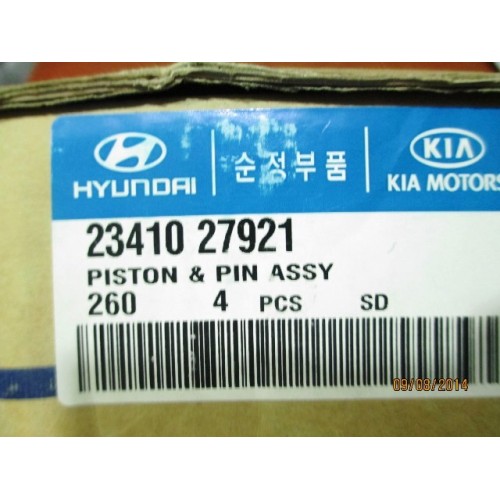 HYUNDAI 순정부품 KIA
KIA MOTORS
23410 27921
PISTON & PIN ASSY
260 4 PCS SD
09/08/2014